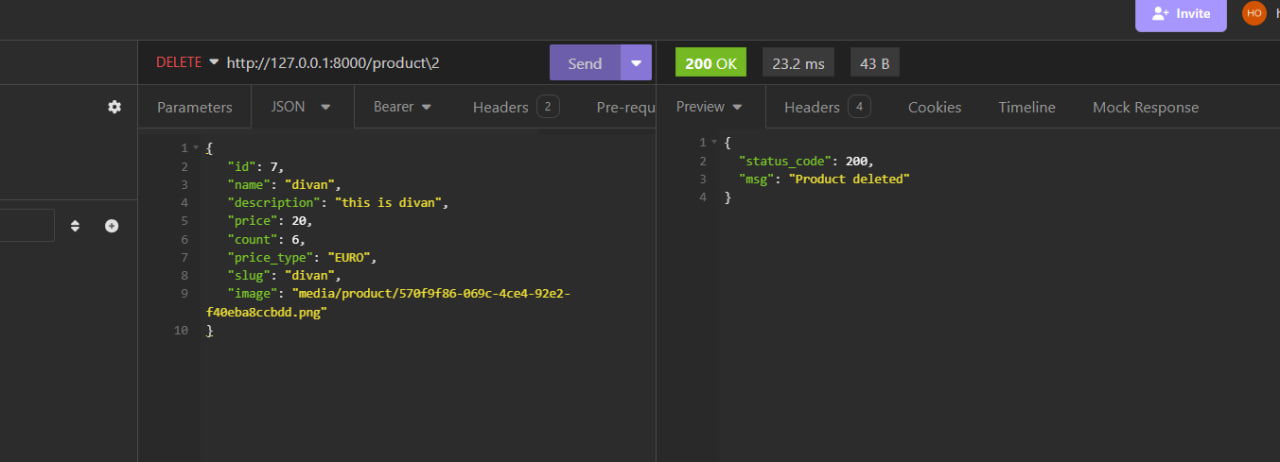 Invite
HO
DELETE http://127.0.0.1:8000/product\2 Send
200 OK 23.2 ms 43 B
Parameters JSON Bearer Headers 2 Pre-requ
Preview Headers 4 Cookies Timeline Mock Response
1 {
2 "id": 7,
3 "name": "divan",
4 "description": "this is divan",
5 "price": 20,
6 "count": 6,
7 "price_type": "EURO",
8 "slug": "divan",
9 "image": "media/product/570f9f86-069c-4ce4-92e2-
f40eba8ccbdd.png"
10 }
1 {
2 "status_code": 200,
3 "msg": "Product deleted"
4 }